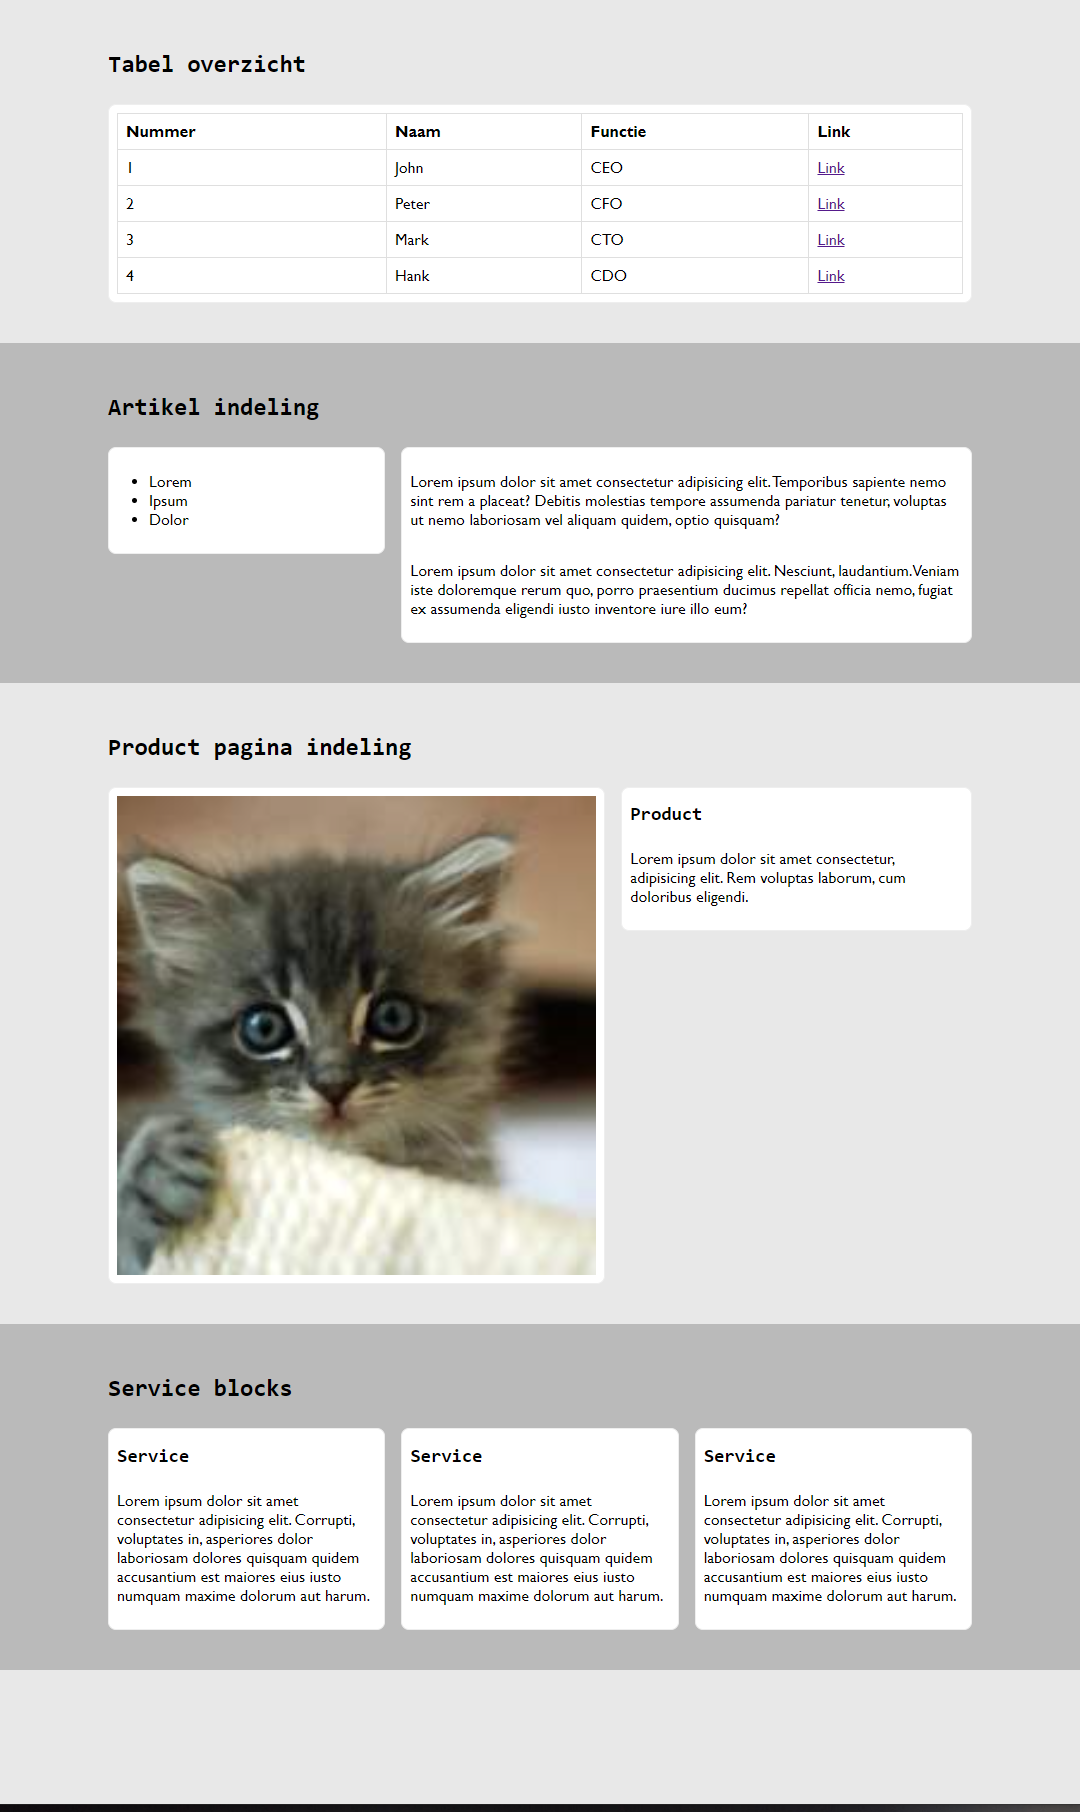 Tabel overzicht
Nummer Naam Functie Link
1 John CEO Link
2 Peter CFO Link
3 Mark CTO Link
4 Hank CDO Link
Artikel indeling
Lorem
Ipsum
Dolor
Lorem ipsum dolor sit amet consectetur adipisicing elit. Temporibus sapiente nemo
sint rem a placeat? Debitis molestias tempore assumenda pariatur tenetur, voluptas
ut nemo laboriosam vel aliquam quidem, optio quisquam?
Lorem ipsum dolor sit amet consectetur adipisicing elit. Nesciunt, laudantium. Veniam
iste doloremque rerum quo, porro praesentium ducimus repellat officia nemo, fugiat
ex assumenda eligendi iusto inventore iure illo eum?
Product pagina indeling
Product
Lorem ipsum dolor sit amet consectetur,
adipisicing elit. Rem voluptas laborum, cum
doloribus eligendi.
Service blocks
Service
Lorem ipsum dolor sit amet
consectetur adipisicing elit. Corrupti,
voluptates in, asperiores dolor
laboriosam dolores quisquam quidem
accusantium est maiores eius iusto
numquam maxime dolorum aut harum.
Service
Lorem ipsum dolor sit amet
consectetur adipisicing elit. Corrupti,
voluptates in, asperiores dolor
laboriosam dolores quisquam quidem
accusantium est maiores eius iusto
numquam maxime dolorum aut harum.
Service
Lorem ipsum dolor sit amet
consectetur adipisicing elit. Corrupti,
voluptates in, asperiores dolor
laboriosam dolores quisquam quidem
accusantium est maiores eius iusto
numquam maxime dolorum aut harum.